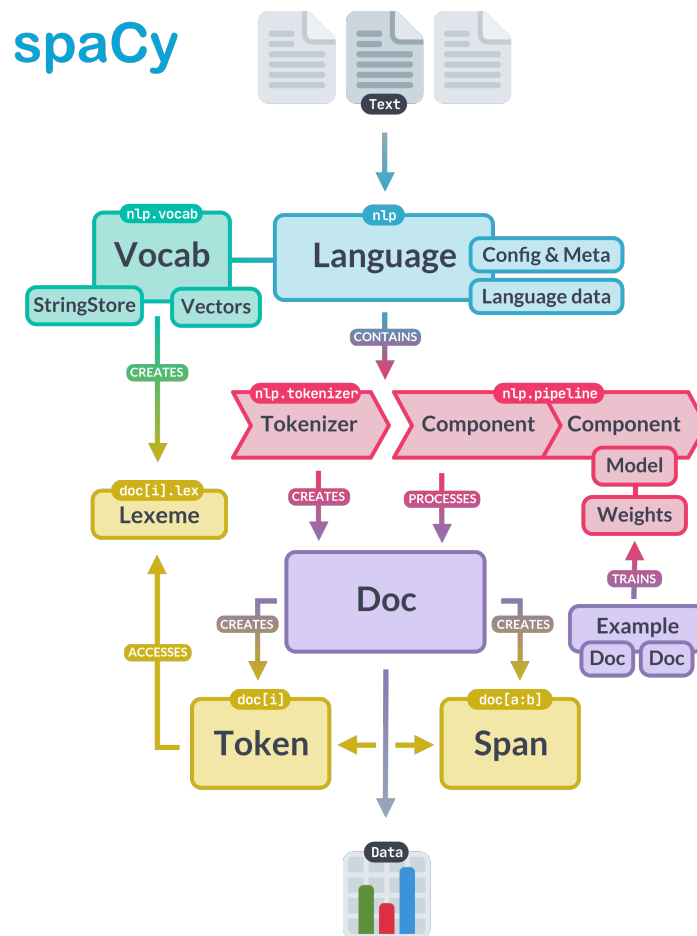 spaCy
Text
nlp.vocab
nlp
Vocab
Language
Config & Meta
StringStore
Vectors
Language data
CONTAINS
CREATES
nlp.tokenizer
nlp.pipeline
Tokenizer
Component
Component
Model
doc[i].lex
CREATES
PROCESSES
Lexeme
Weights
TRAINS
Doc
CREATES
CREATES
Example
ACCESSES
Doc
Doc
doc[i]
doc[a:b]
Token
Span
Data